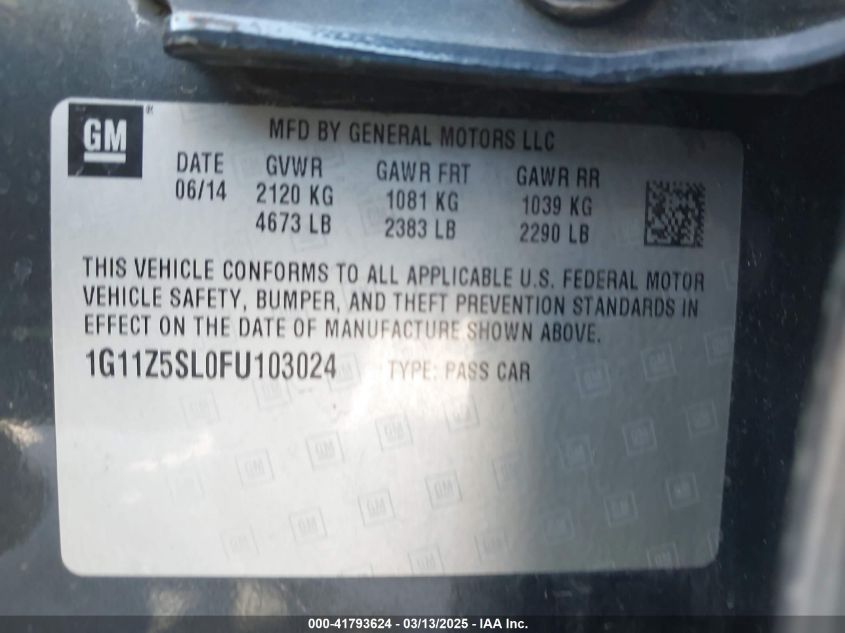 GM®
MFD BY GENERAL MOTORS LLC
DATE GVWR GAWR FRT GAWR RR
06/14 2120 KG 1081 KG 1039 KG
4673 LB 2383 LB 2290 LB
THIS VEHICLE CONFORMS TO ALL APPLICABLE U.S. FEDERAL MOTOR
VEHICLE SAFETY, BUMPER, AND THEFT PREVENTION STANDARDS IN
EFFECT ON THE DATE OF MANUFACTURE SHOWN ABOVE.
1G11Z5SL0FU103024 TYPE: PASS CAR
000-41793624 - 03/13/2025 - IAA Inc.